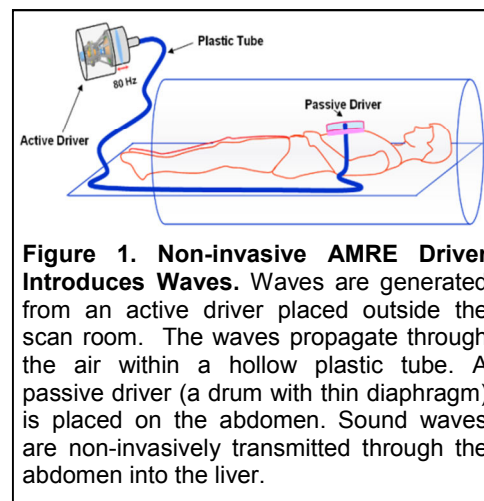 Plastic Tube
80 Hz
Passive Driver
Active Driver
Figure 1. Non-invasive AMRE Driver
Introduces Waves. Waves are generated
from an active driver placed outside the
scan room. The waves propagate through
the air within a hollow plastic tube. A
passive driver (a drum with thin diaphragm)
is placed on the abdomen. Sound waves
are non-invasively transmitted through the
abdomen into the liver.